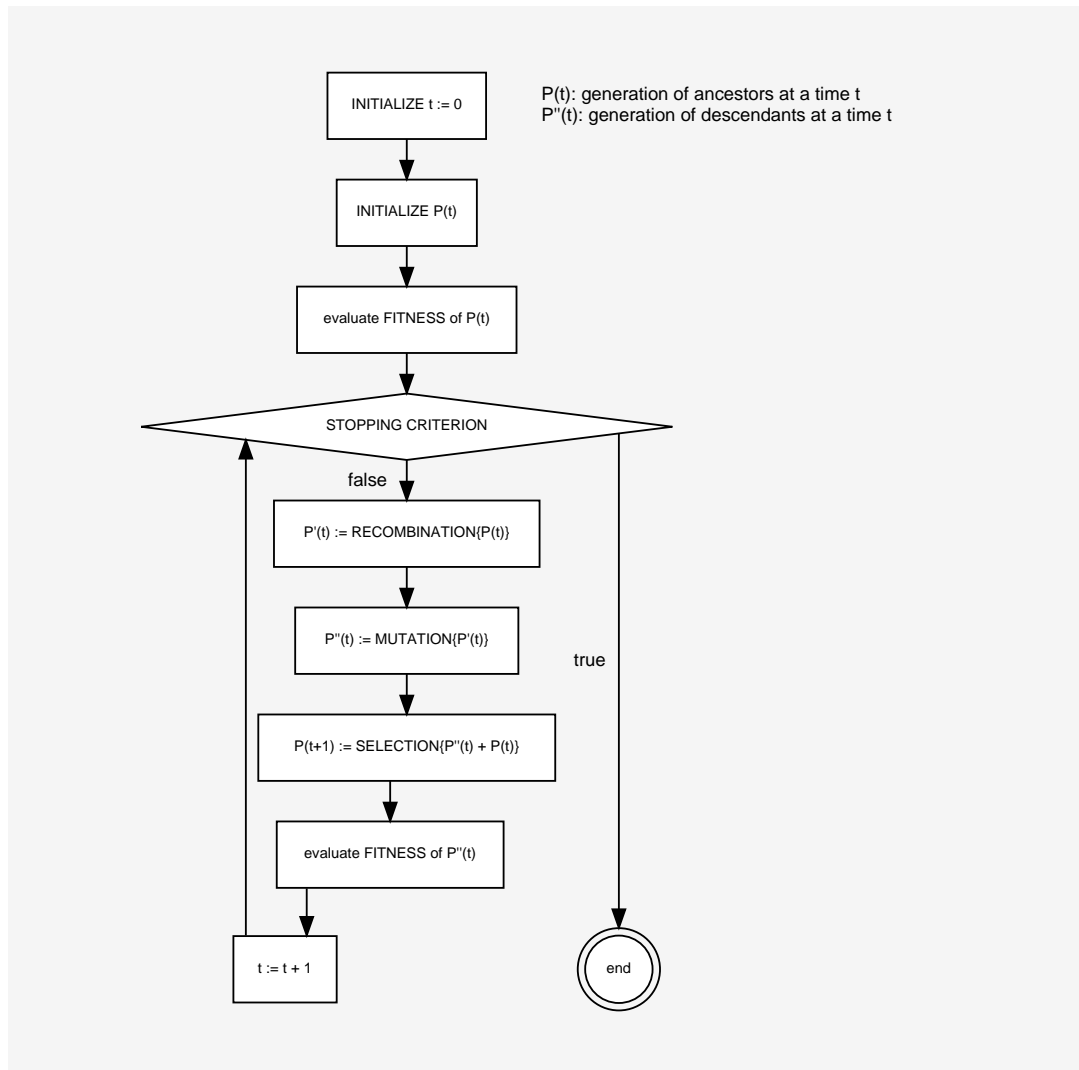 INITIALIZE t := 0
P(t): generation of ancestors at a time t
P''(t): generation of descendants at a time t
INITIALIZE P(t)
evaluate FITNESS of P(t)
STOPPING CRITERION
false
P'(t) := RECOMBINATION{P(t)}
P''(t) := MUTATION{P'(t)}
true
P(t+1) := SELECTION{P''(t) + P(t)}
evaluate FITNESS of P''(t)
t := t + 1
end